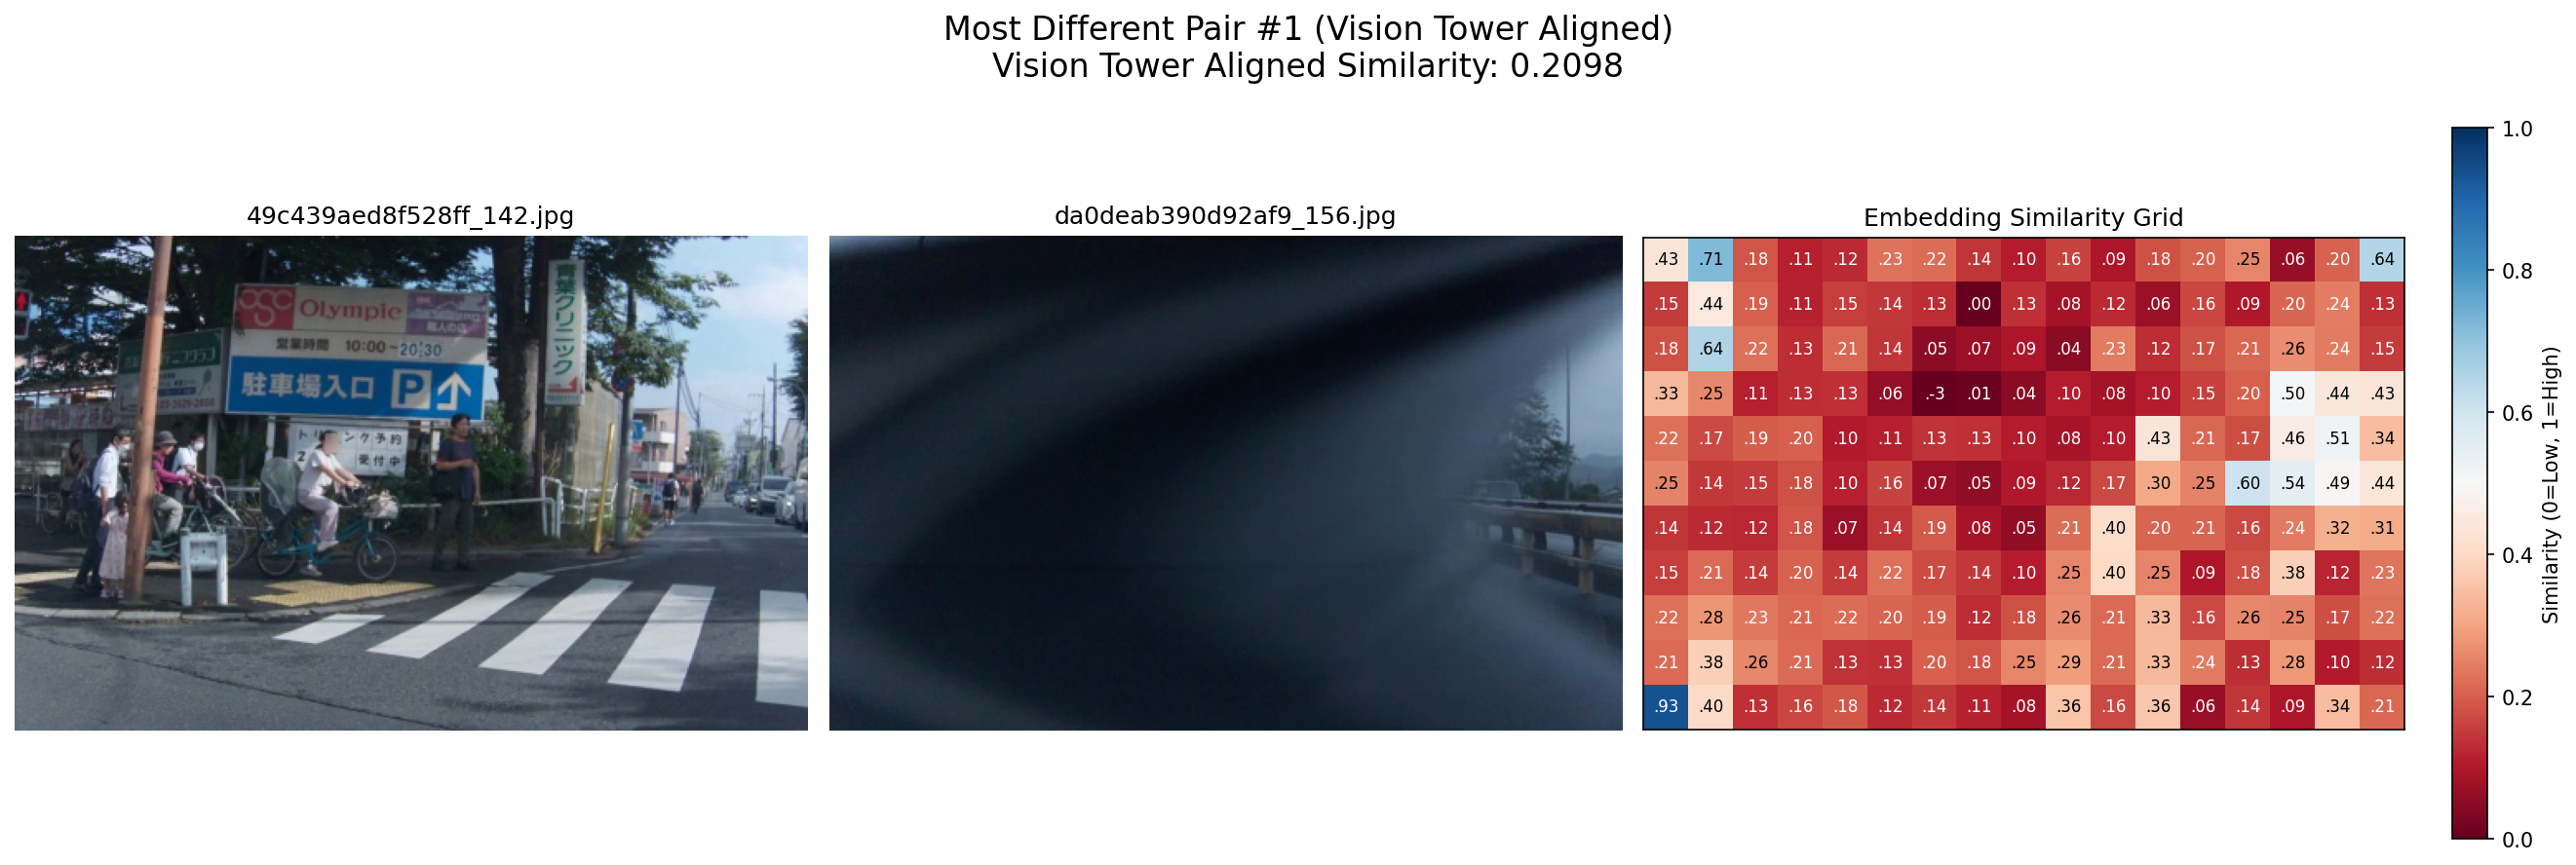 Most Different Pair #1 (Vision Tower Aligned)
Vision Tower Aligned Similarity: 0.2098
49c439aed8f528ff_142.jpg
OGC Olympic
職人の店
営業時間 10:00~20:30
駐車場入口 P
青葉クリニック
トリミング予約
受付中
da0deab390d92af9_156.jpg
Embedding Similarity Grid
.43 .71 .18 .11 .12 .23 .22 .14 .10 .16 .09 .18 .20 .25 .06 .20 .64
.15 .44 .19 .11 .15 .14 .13 .00 .13 .08 .12 .06 .16 .09 .20 .24 .13
.18 .64 .22 .13 .21 .14 .05 .07 .09 .04 .23 .12 .17 .21 .26 .24 .15
.33 .25 .11 .13 .13 .06 .-3 .01 .04 .10 .08 .10 .15 .20 .50 .44 .43
.22 .17 .19 .20 .10 .11 .13 .13 .10 .08 .10 .43 .21 .17 .46 .51 .34
.25 .14 .15 .18 .10 .16 .07 .05 .09 .12 .17 .30 .25 .60 .54 .49 .44
.14 .12 .12 .18 .07 .14 .19 .08 .05 .21 .40 .20 .21 .16 .24 .32 .31
.15 .21 .14 .20 .14 .22 .17 .14 .10 .25 .40 .25 .09 .18 .38 .12 .23
.22 .28 .23 .21 .22 .20 .19 .12 .18 .26 .21 .33 .16 .26 .25 .17 .22
.21 .38 .26 .21 .13 .13 .20 .18 .25 .29 .21 .33 .24 .13 .28 .10 .12
.93 .40 .13 .16 .18 .12 .14 .11 .08 .36 .16 .36 .06 .14 .09 .34 .21
1.0
0.8
0.6
0.4
0.2
0.0
Similarity (0=Low, 1=High)